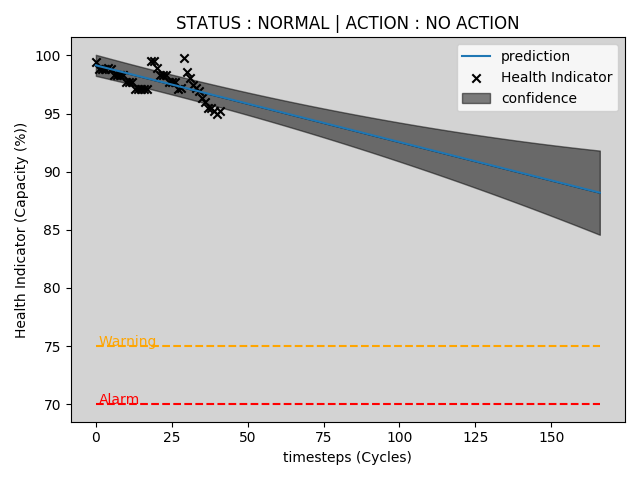 STATUS : NORMAL | ACTION : NO ACTION
prediction
Health Indicator
confidence
Health Indicator (Capacity (%))
100
95
90
85
80
75
70
Warning
Alarm
0
25
50
75
100
125
150
timesteps (Cycles)